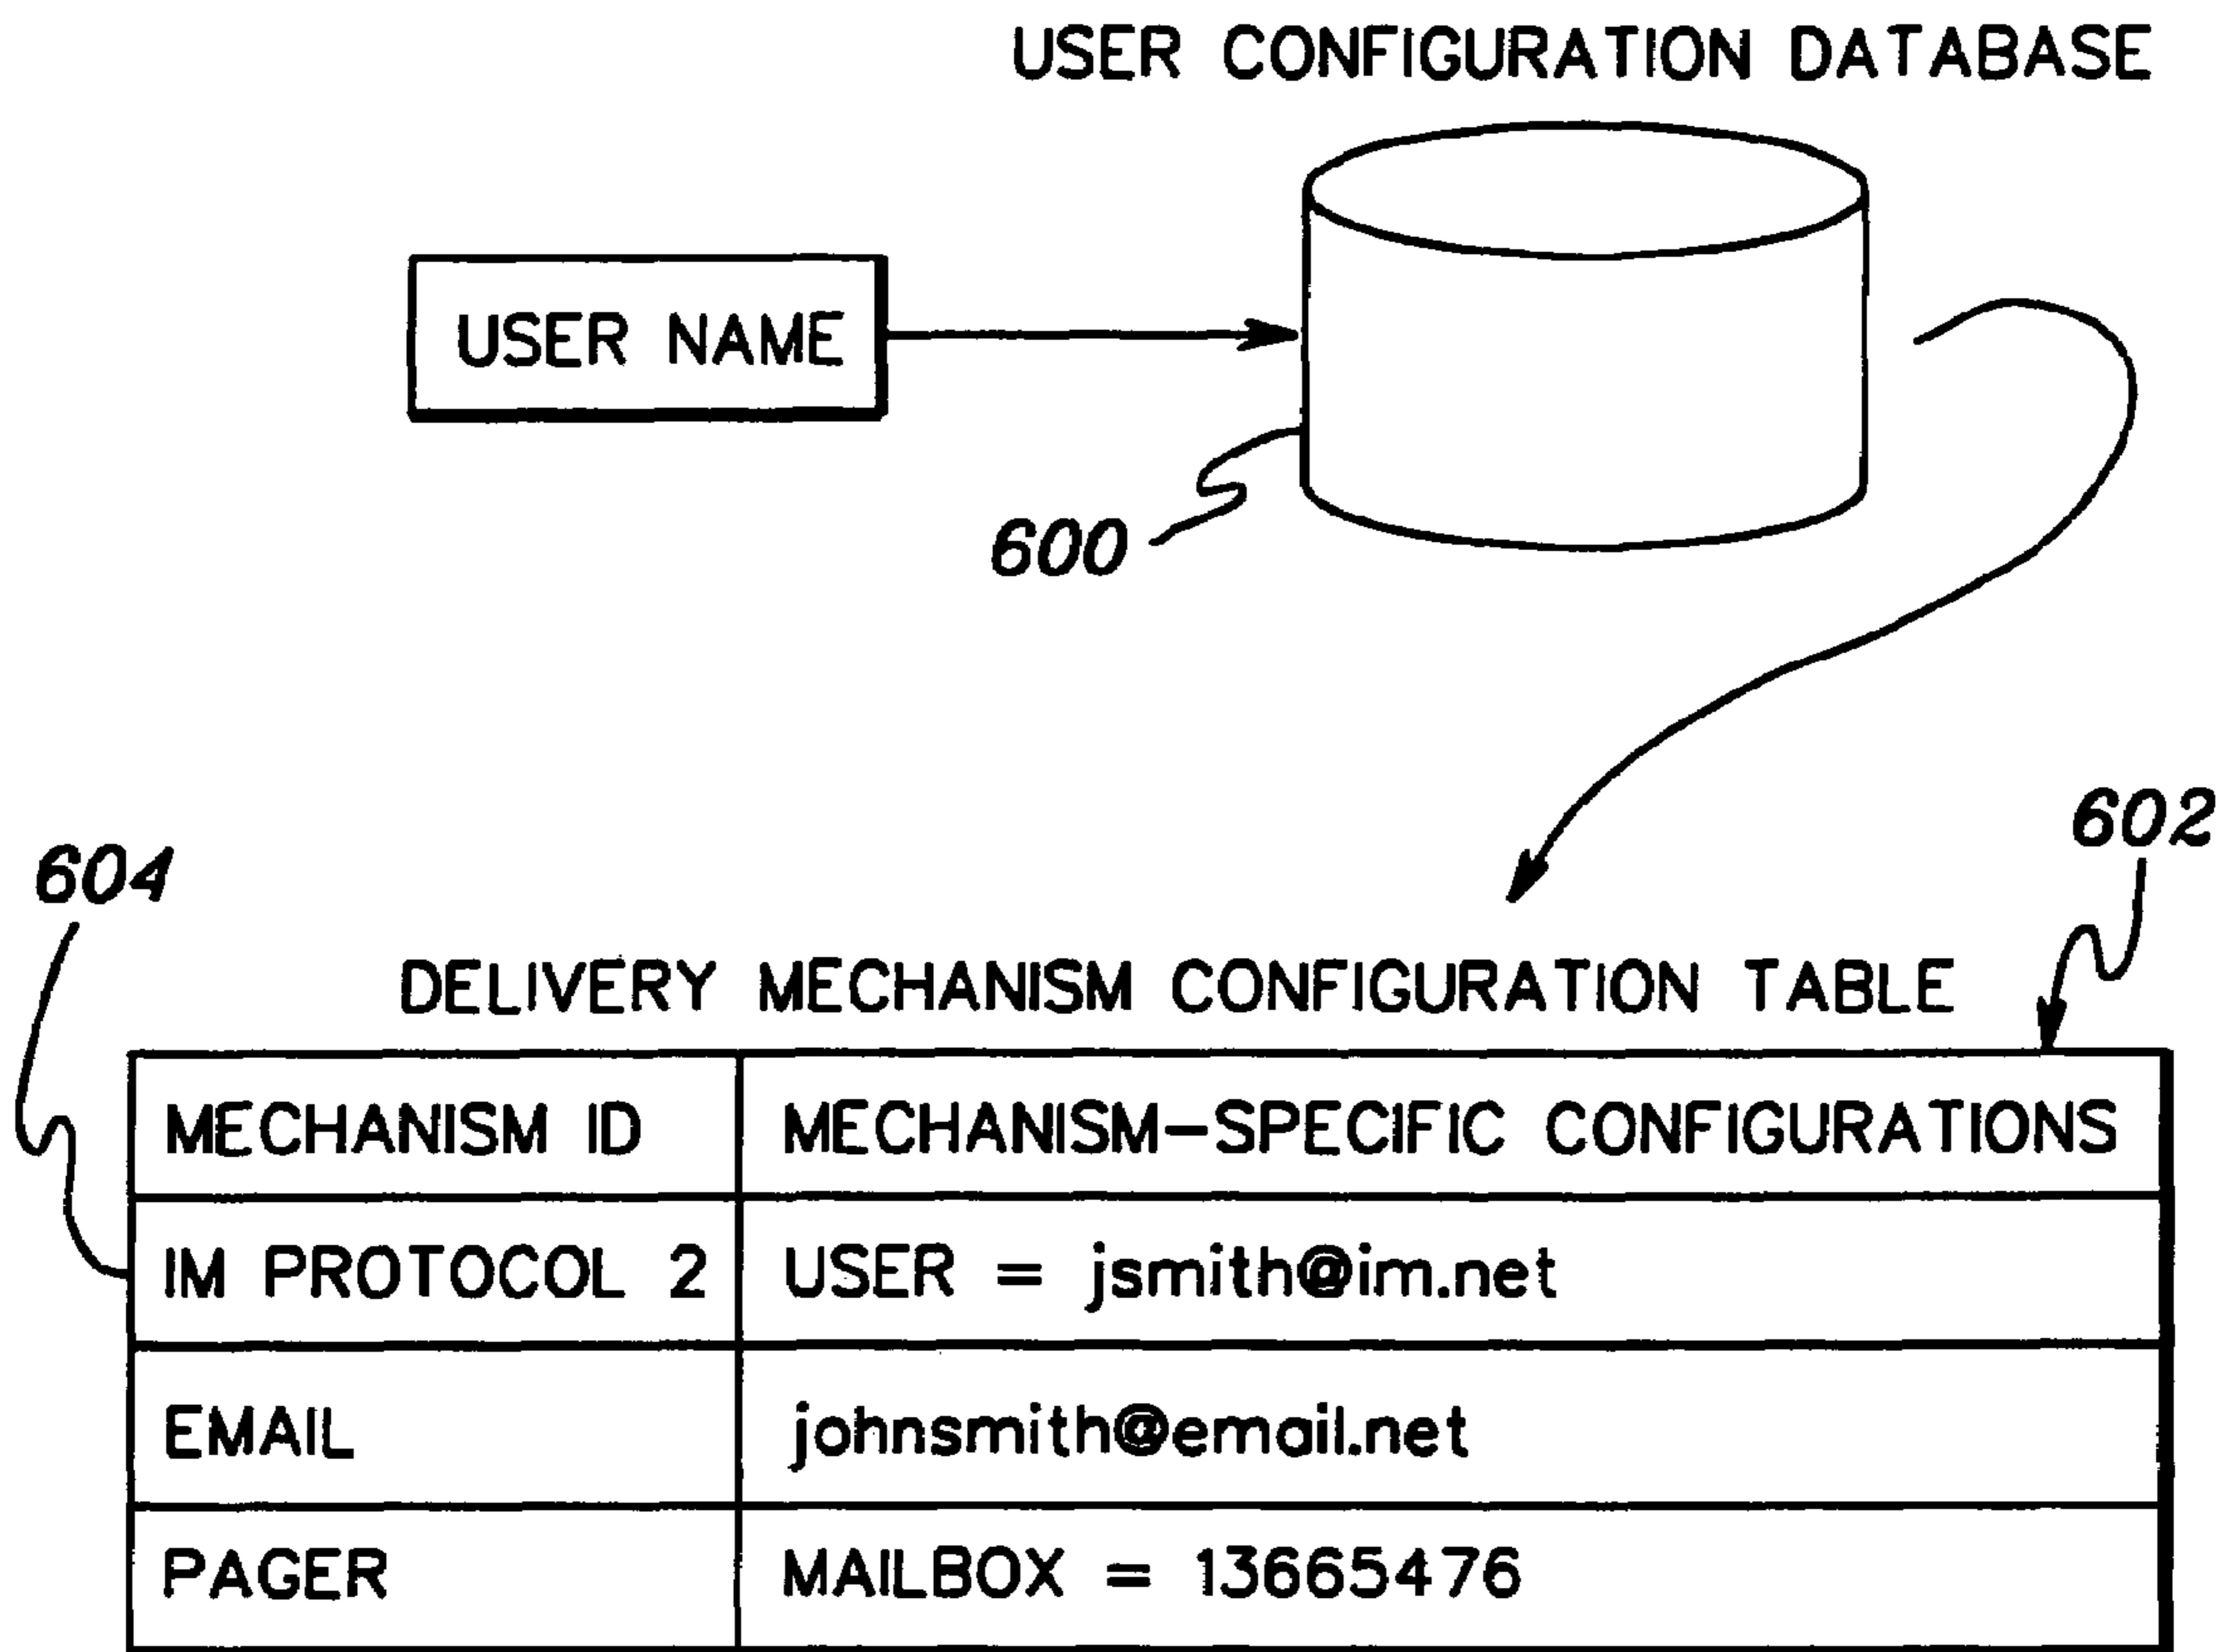 USER CONFIGURATION DATABASE
USER NAME
600
602
604
DELIVERY MECHANISM CONFIGURATION TABLE
MECHANISM ID MECHANISM-SPECIFIC CONFIGURATIONS
IM PROTOCOL 2 USER = jsmith@im.net
EMAIL johnsmith@email.net
PAGER MAILBOX = 13665476